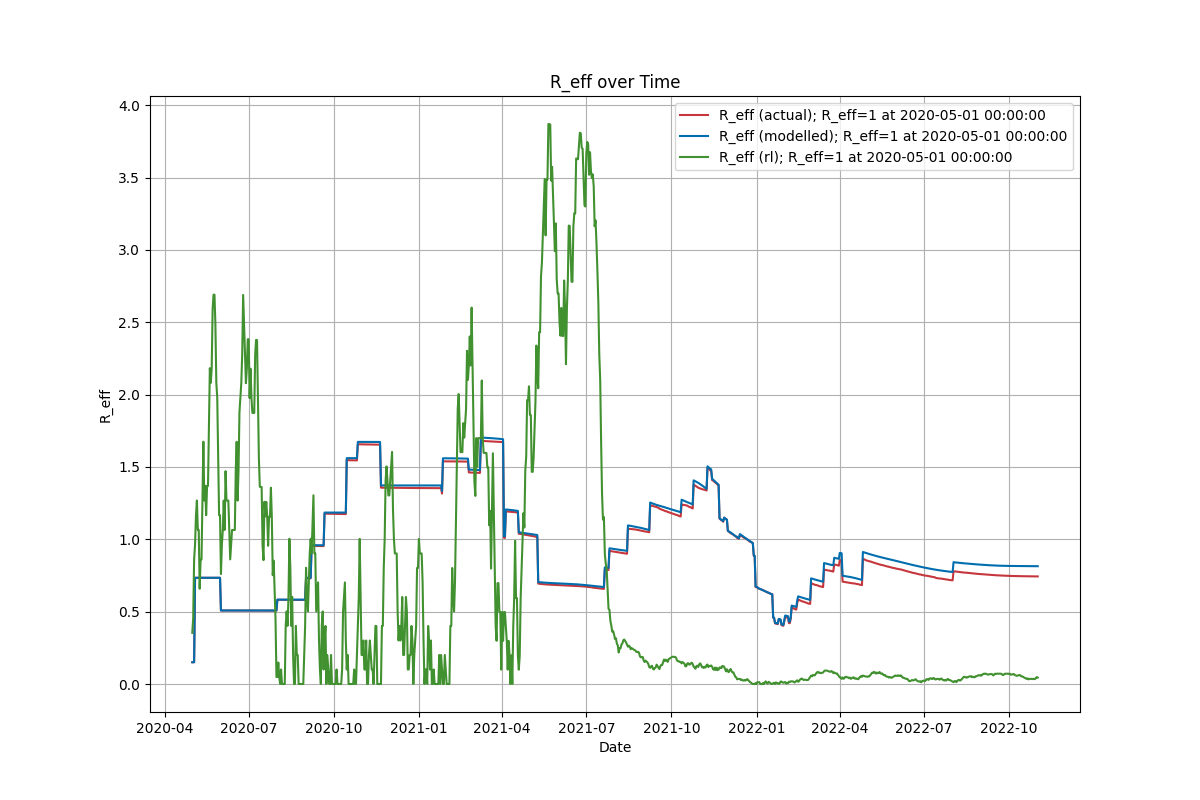 R_eff over Time
R_eff (actual); R_eff=1 at 2020-05-01 00:00:00
R_eff (modelled); R_eff=1 at 2020-05-01 00:00:00
R_eff (rl); R_eff=1 at 2020-05-01 00:00:00
R_eff
4.0
3.5
3.0
2.5
2.0
1.5
1.0
0.5
0.0
2020-04 2020-07 2020-10 2021-01 2021-04 2021-07 2021-10 2022-01 2022-04 2022-07 2022-10
Date